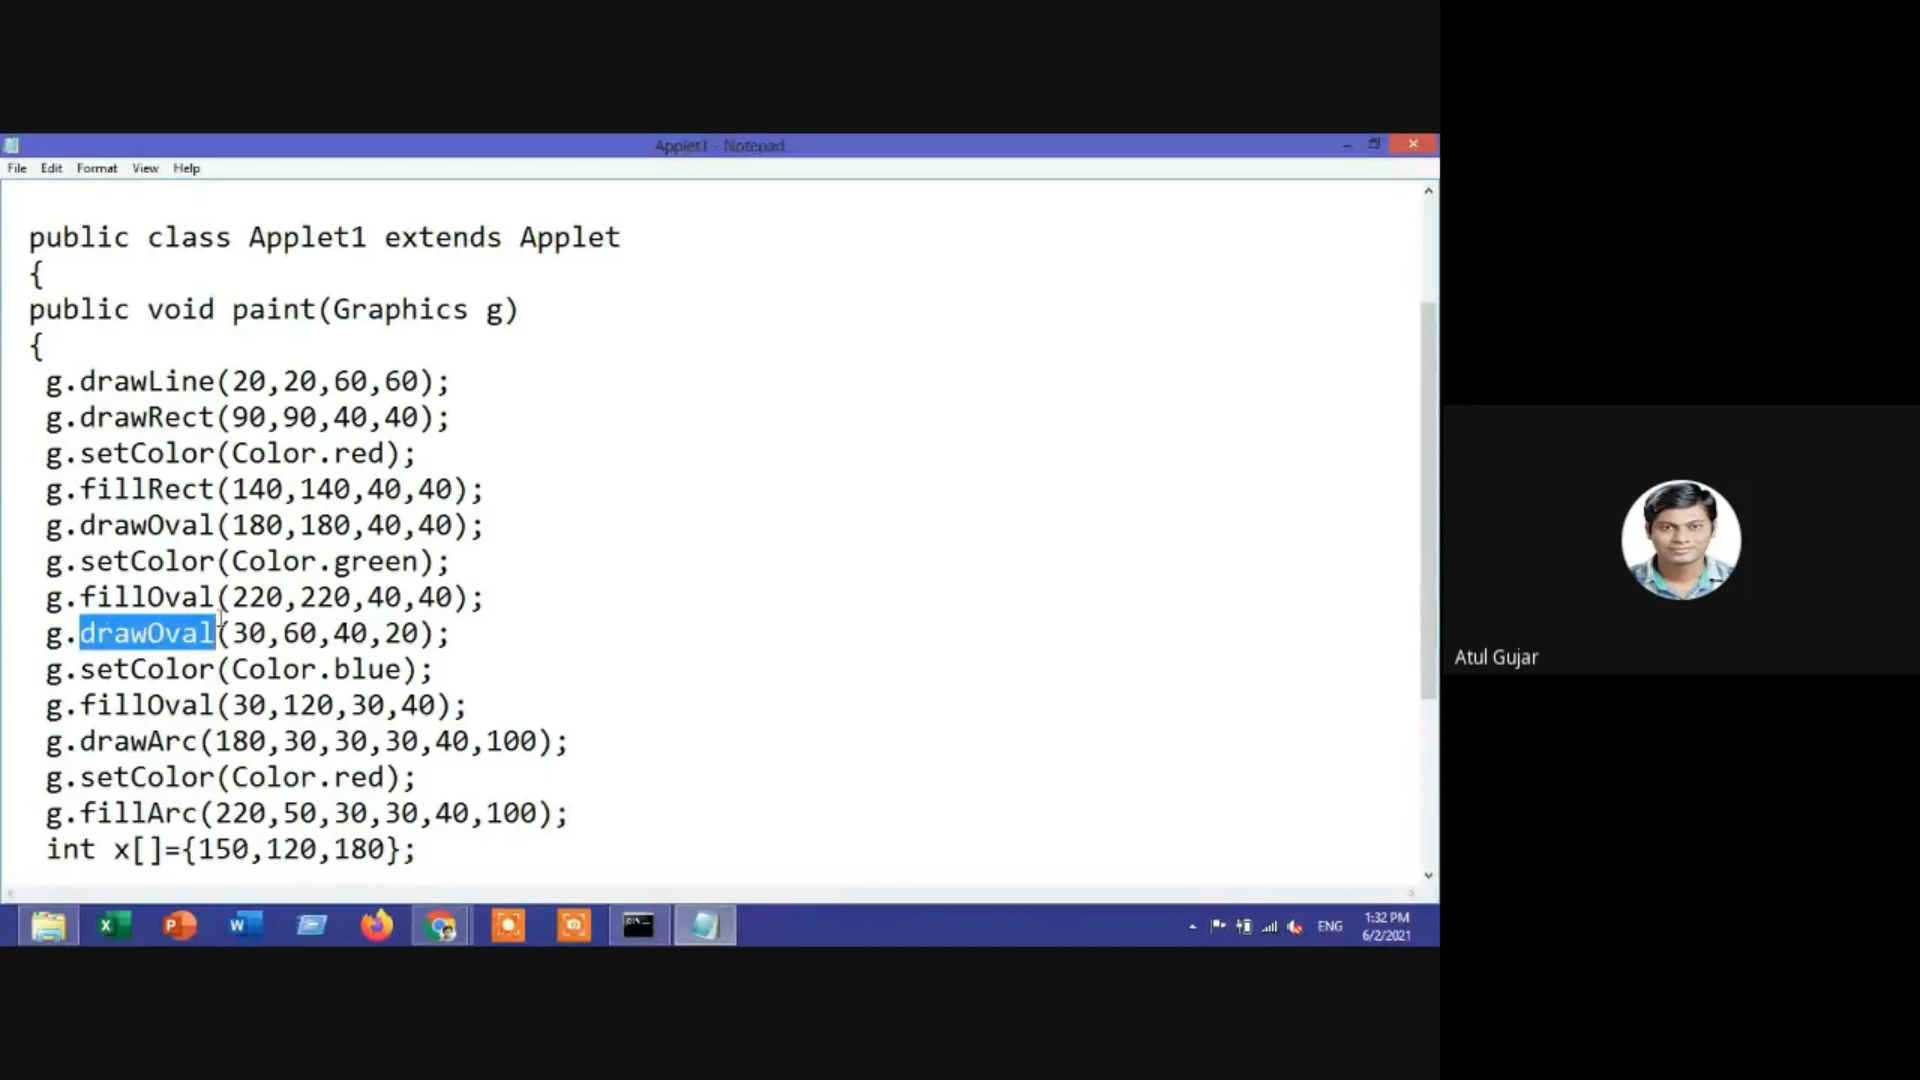 Applet1 - Notepad
File Edit Format View Help
public class Applet1 extends Applet
{
public void paint(Graphics g)
{
g.drawLine(20,20,60,60);
g.drawRect(90,90,40,40);
g.setColor(Color.red);
g.fillRect(140,140,40,40);
g.drawOval(180,180,40,40);
g.setColor(Color.green);
g.fillOval(220,220,40,40);
g.drawOval(30,60,40,20);
g.setColor(Color.blue);
g.fillOval(30,120,30,40);
g.drawArc(180,30,30,30,40,100);
g.setColor(Color.red);
g.fillArc(220,50,30,30,40,100);
int x[]={150,120,180};
Atul Gujar
ENG
1:32 PM
6/2/2021